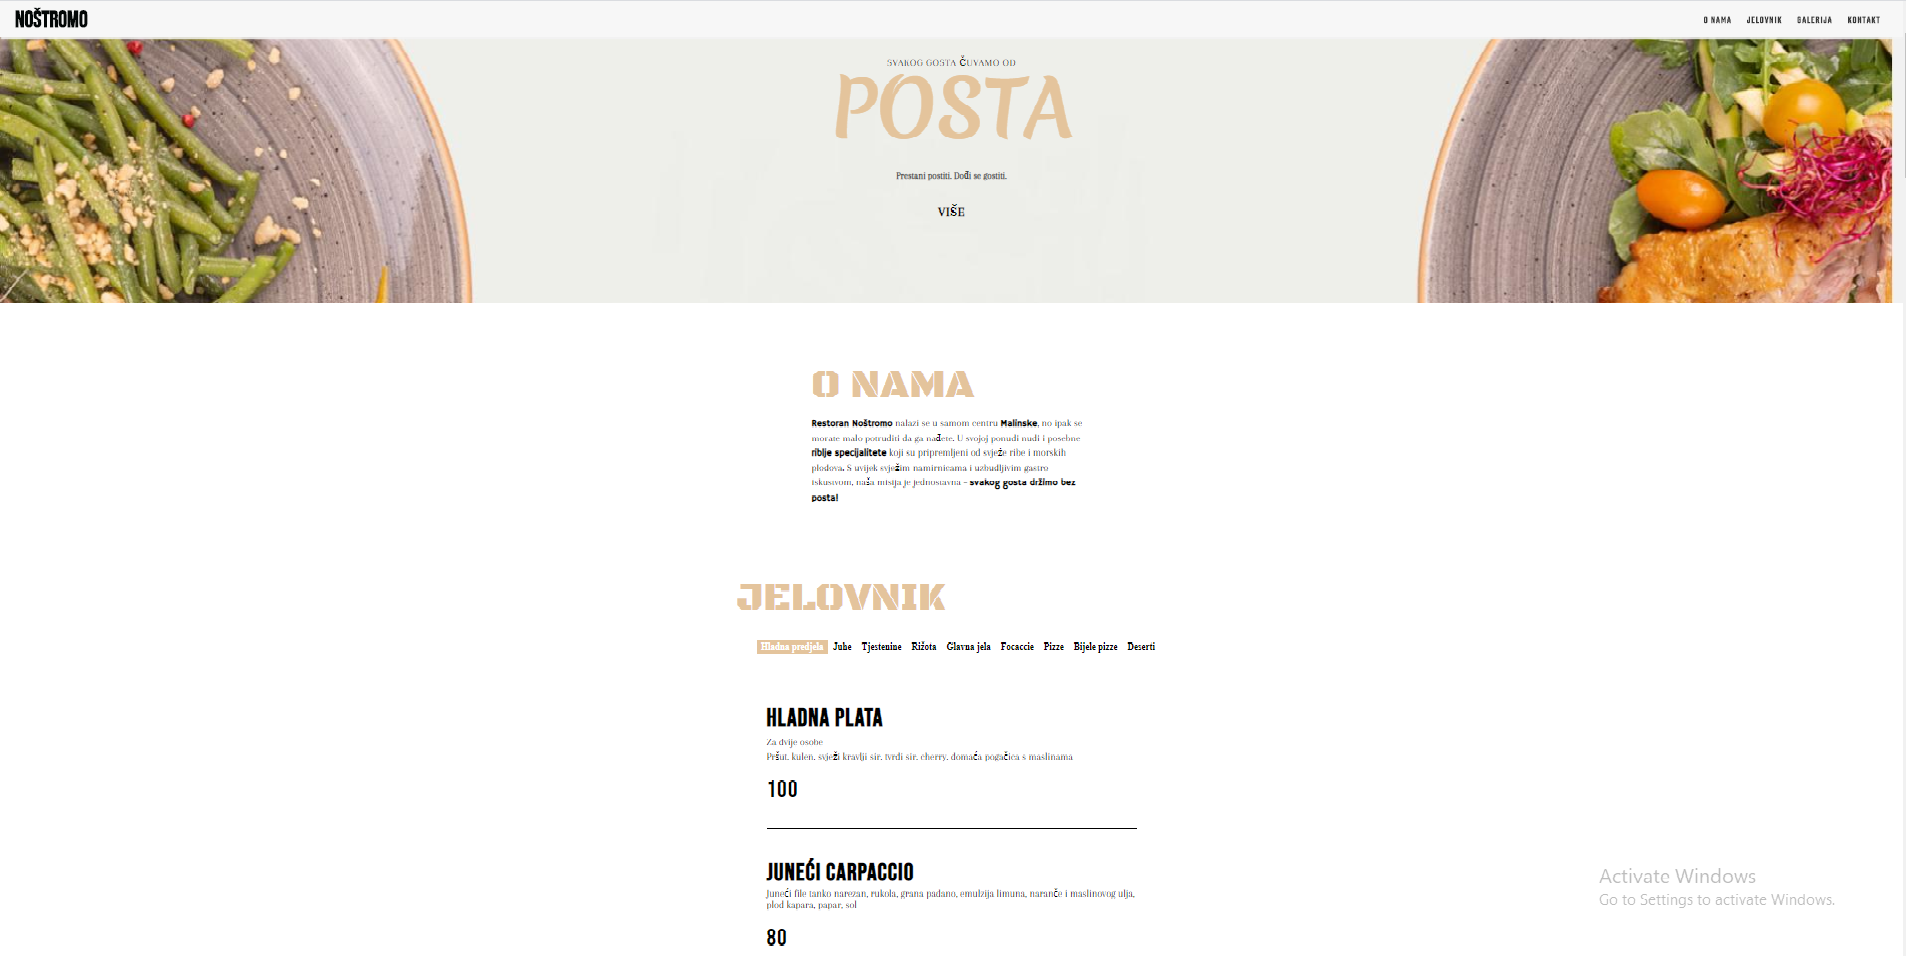 NOŠTROMO
O NAMA JELOVNIK GALERIJA KONTAKT
SVAKOG GOSTA ČUVAMO OD
POSTA
Prestani postiti. Dođi se gostiti.
VIŠE
O NAMA
Restoran Noštromo nalazi se u samom centru Malinske, no ipak se
morate malo potruditi da ga nađete. U svojoj ponudi nudi i posebne
riblje specijalitete koji su pripremljeni od svježe ribe i morskih
plodova. S uvijek svježim namirnicama i uzbudljivim gastro
iskustvom, naša misija je jednostavna – svakog gosta držimo bez
posta!
JELOVNIK
Hladna predjela Juhe Tjestenine Rižota Glavna jela Focaccie Pizze Bijele pizze Deserti
HLADNA PLATA
Za dvije osobe
Pršut, kulen, svježi kravlji sir, tvrdi sir, cherry, domaća pogačica s maslinama
100
JUNEĆI CARPACCIO
Juneći file tanko narezan, rukola, grana padano, emulzija limuna, naranče i maslinovog ulja,
plod kapara, papar, sol
80
Activate Windows
Go to Settings to activate Windows.